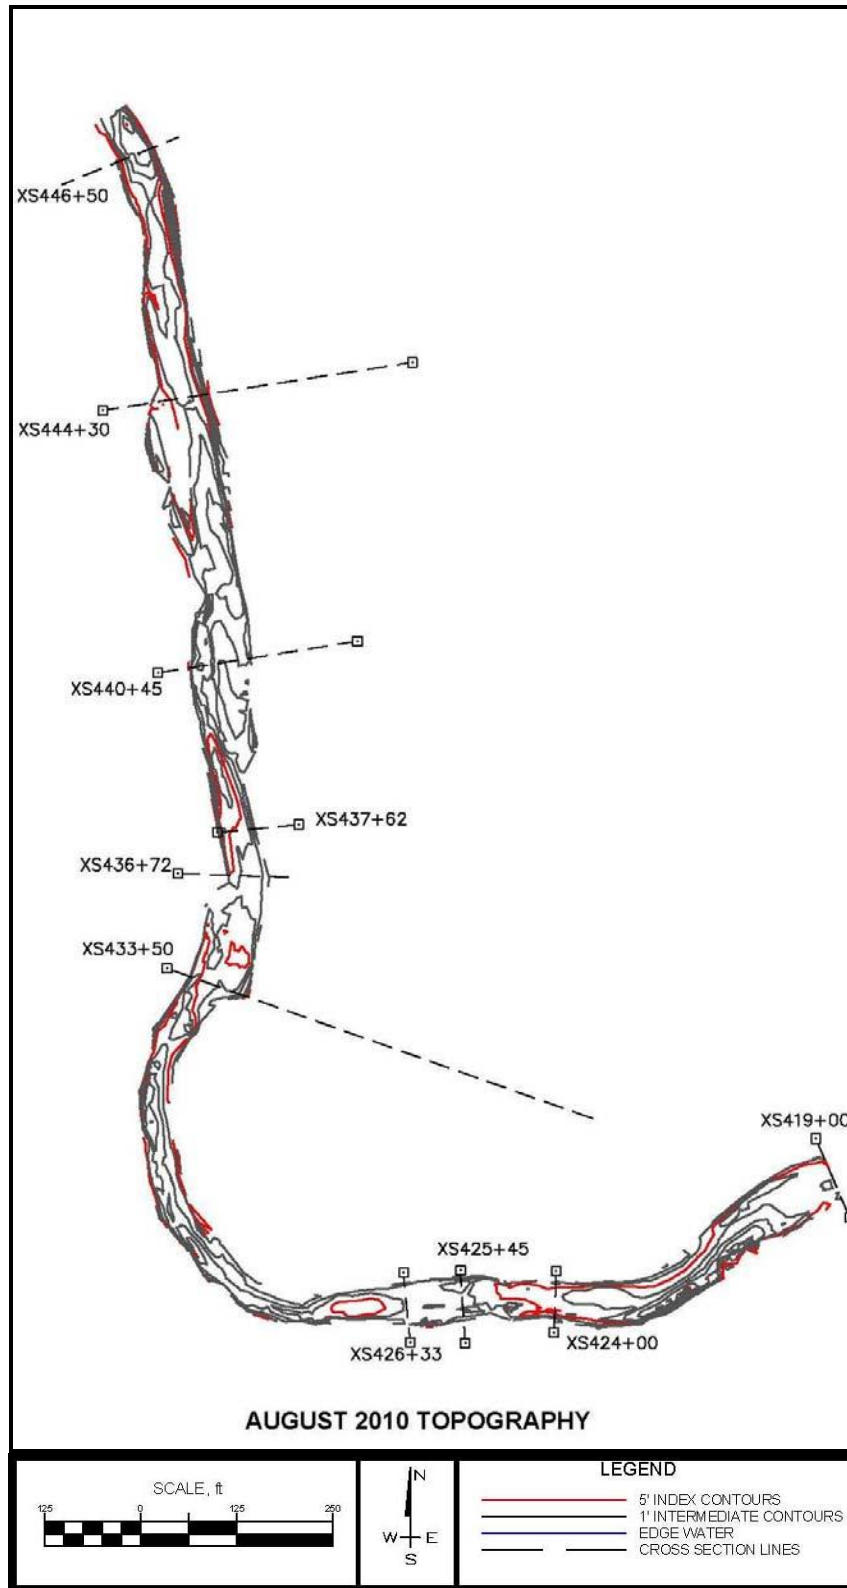 XS446+50
XS444+30
XS440+45
XS437+62
XS436+72
XS433+50
XS419+00
XS425+45
XS426+33
XS424+00
AUGUST 2010 TOPOGRAPHY
SCALE, ft
125 0 125 250
N
W E
S
LEGEND
5' INDEX CONTOURS
1' INTERMEDIATE CONTOURS
EDGE WATER
CROSS SECTION LINES